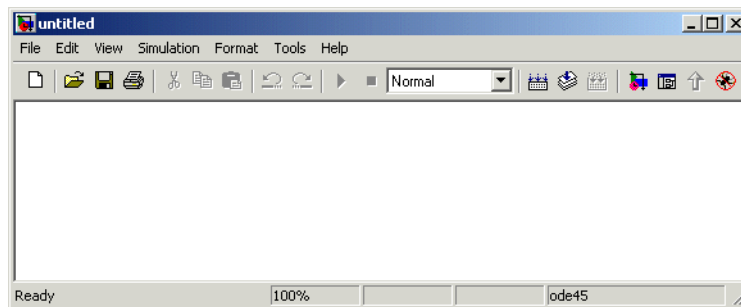 untitled
File Edit View Simulation Format Tools Help
Normal
Ready 100% ode45